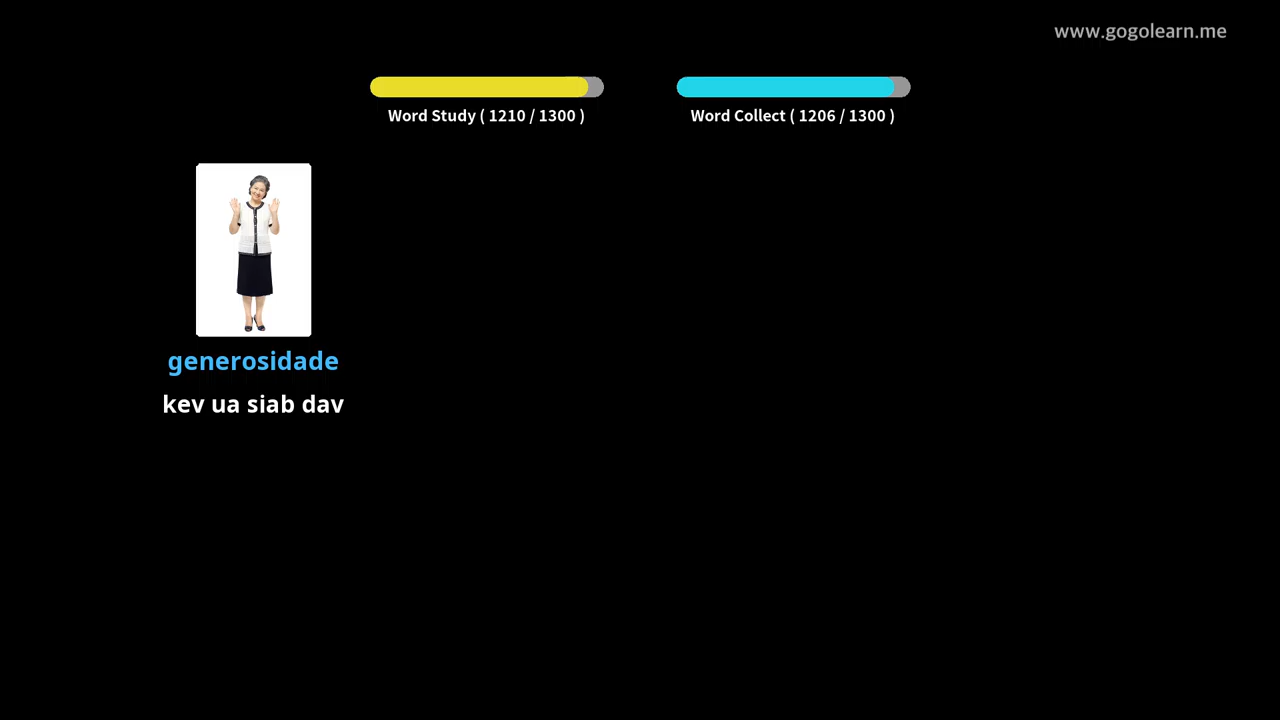 www.gogolearn.me
Word Study ( 1210 / 1300 )
Word Collect ( 1206 / 1300 )
generosidade
kev ua siab dav